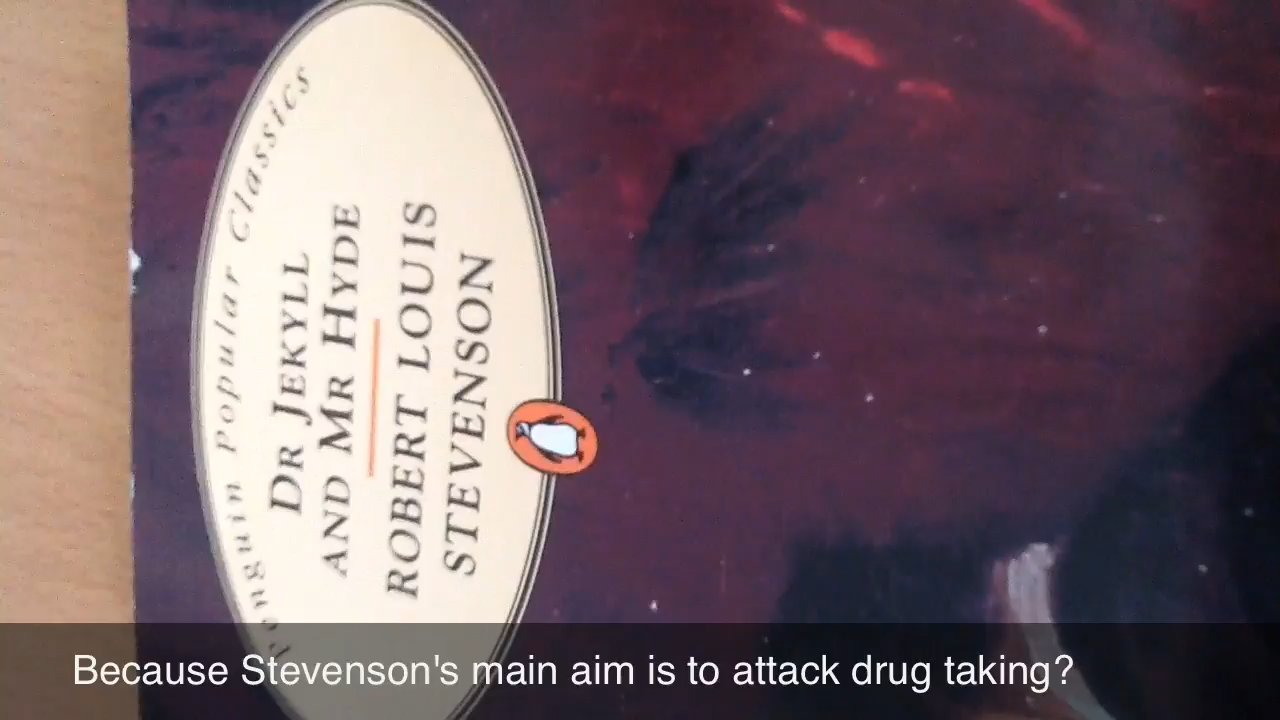 Penguin Popular Classics
DR JEKYLL
AND MR HYDE
ROBERT LOUIS
STEVENSON
Because Stevenson's main aim is to attack drug taking?